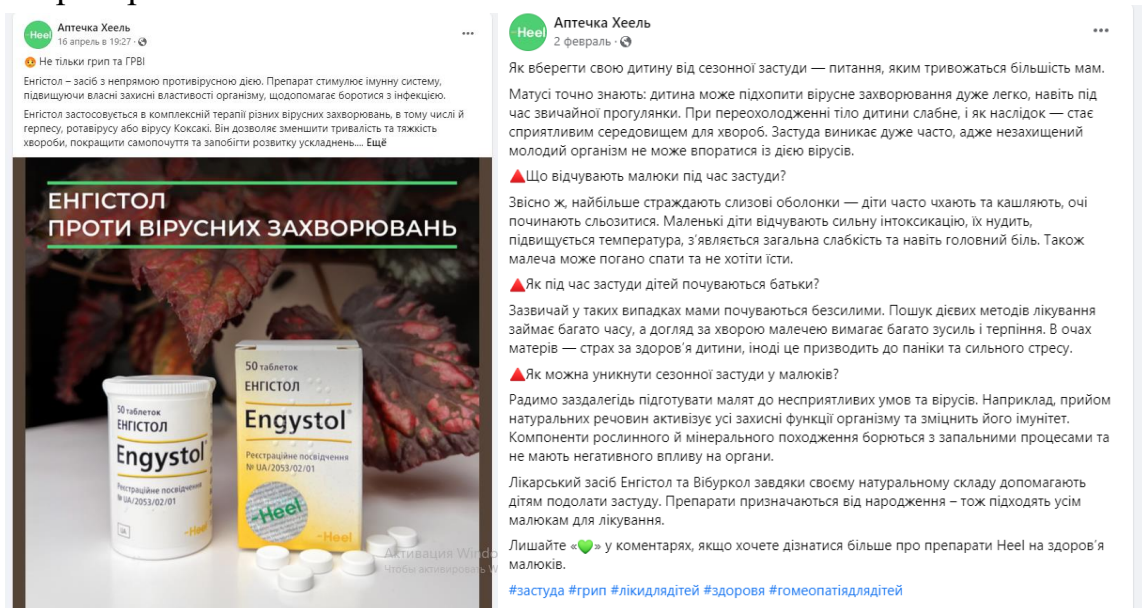 Heel
Аптечка Хеель
16 апрель в 19:27 ·
Не тільки грип та ГРВІ
Енгістол – засіб з непрямою противірусною дією. Препарат стимулює імунну систему,
підвищуючи власні захисні властивості організму, щодопомагає боротися з інфекцією.
Енгістол застосовується в комплексній терапії різних вірусних захворювань, в тому числі й
герпесу, ротавірусу або вірусу Коксакі. Він дозволяє зменшити тривалість та тяжкість
хвороби, покращити самопочуття та запобігти розвитку ускладнень.... Ещё
ЕНГІСТОЛ
ПРОТИ ВІРУСНИХ ЗАХВОРЮВАНЬ
50 таблеток
ЕНГІСТОЛ
Engystol
Реєстраційне посвідчення
№ UA/2053/02/01
UA
-Heel
50 таблеток
ЕНГІСТОЛ
Engystol®
Реєстраційне посвідчення
№ UA/2053/02/01
-Heel
-Heel
Активация Windo
Чтобы активировать W
Heel
Аптечка Хеель
2 февраль ·
Як вберегти свою дитину від сезонної застуди — питання, яким тривожаться більшість мам.
Матусі точно знають: дитина може підхопити вірусне захворювання дуже легко, навіть під
час звичайної прогулянки. При переохолодженні тіло дитини слабне, і як наслідок — стає
сприятливим середовищем для хвороб. Застуда виникає дуже часто, адже незахищений
молодий організм не може впоратися із дією вірусів.
🔺Що відчувають малюки під час застуди?
Звісно ж, найбільше страждають слизові оболонки — діти часто чхають та кашляють, очі
починають сльозитися. Маленькі діти відчувають сильну інтоксикацію, їх нудить,
підвищується температура, з’являється загальна слабкість та навіть головний біль. Також
малеча може погано спати та не хотіти їсти.
🔺Як під час застуди дітей почуваються батьки?
Зазвичай у таких випадках мами почуваються безсилими. Пошук дієвих методів лікування
займає багато часу, а догляд за хворою малечею вимагає багато зусиль і терпіння. В очах
матерів — страх за здоров’я дитини, іноді це призводить до паніки та сильного стресу.
🔺Як можна уникнути сезонної застуди у малюків?
Радимо заздалегідь підготувати малят до несприятливих умов та вірусів. Наприклад, прийом
натуральних речовин активізує усі захисні функції організму та зміцнить його імунітет.
Компоненти рослинного й мінерального походження борються з запальними процесами та
не мають негативного впливу на органи.
Лікарський засіб Енгістол та Вібуркол завдяки своєму натуральному складу допомагають
дітям подолати застуду. Препарати призначаються від народження – тож підходять усім
малюкам для лікування.
Лишайте «💚» у коментарях, якщо хочете дізнатися більше про препарати Heel на здоров’я
малюків.
#застуда #грип #лікидлядітей #здоровя #гомеопатіядлядітей